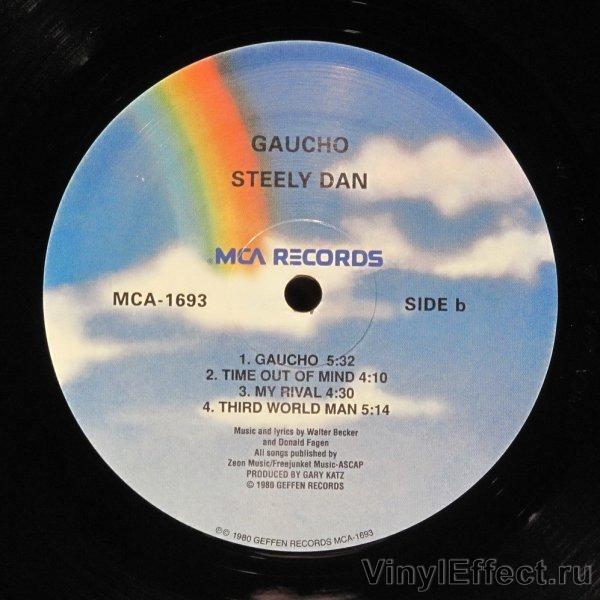 GAUCHO
STEELY DAN
MCA RECORDS
MCA-1693
SIDE b
1. GAUCHO 5:32
2. TIME OUT OF MIND 4:10
3. MY RIVAL 4:30
4. THIRD WORLD MAN 5:14
Music and lyrics by Walter Becker
and Donald Fagen
All songs published by
Zeon Music/Freejunket Music-ASCAP
PRODUCED BY GARY KATZ
© 1980 GEFFEN RECORDS
℗© 1980 GEFFEN RECORDS MCA-1693
VinylEffect.ru